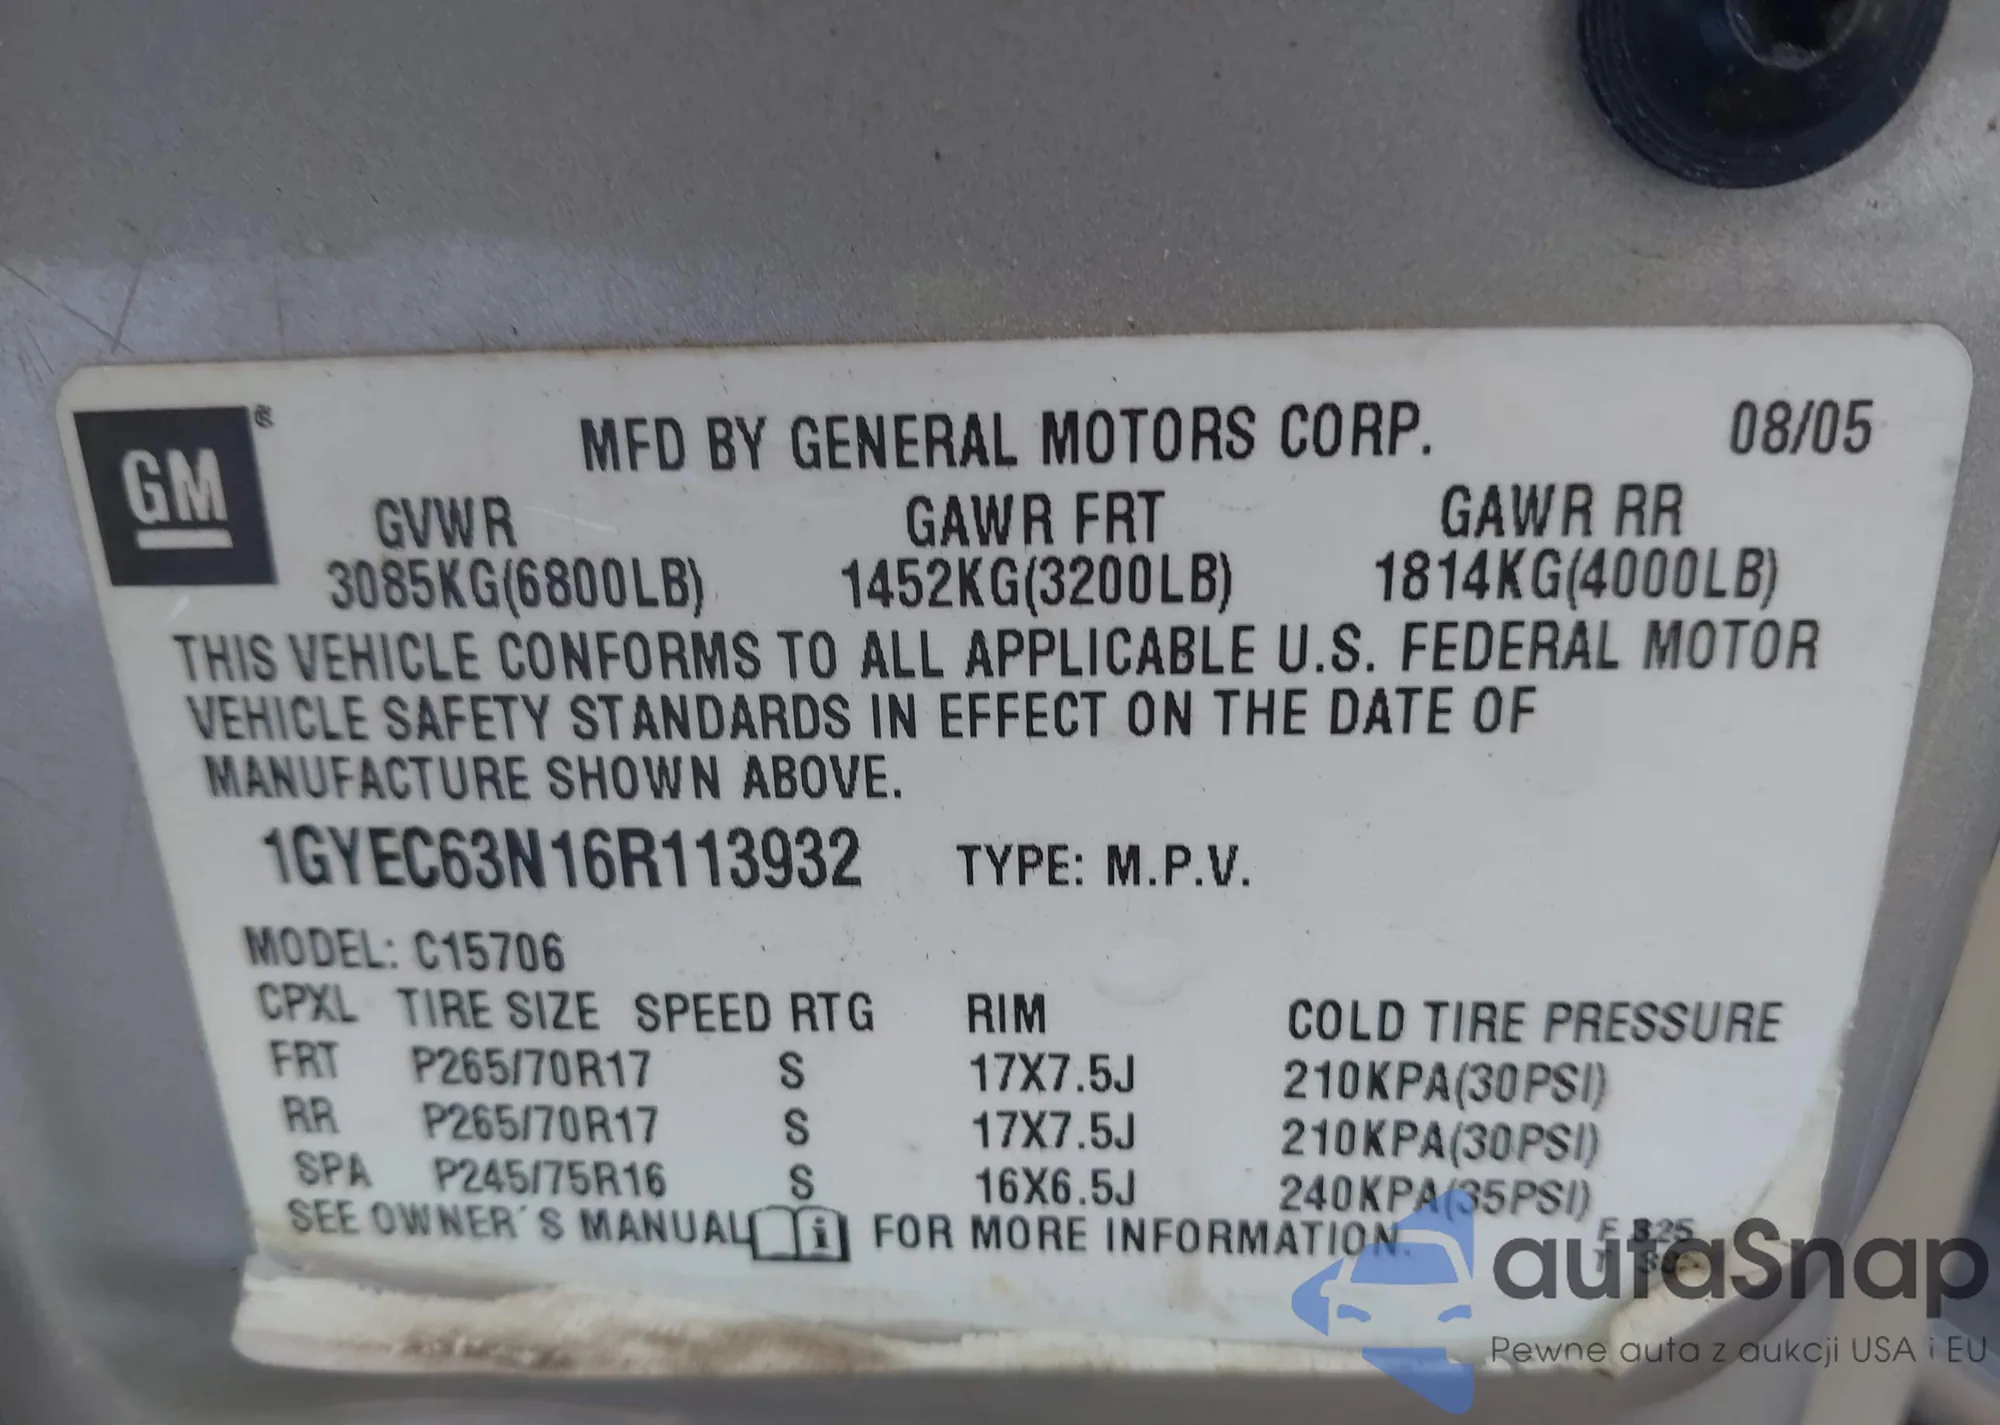 GM ®
MFD BY GENERAL MOTORS CORP. 08/05
GVWR GAWR FRT GAWR RR
3085KG(6800LB) 1452KG(3200LB) 1814KG(4000LB)
THIS VEHICLE CONFORMS TO ALL APPLICABLE U.S. FEDERAL MOTOR
VEHICLE SAFETY STANDARDS IN EFFECT ON THE DATE OF
MANUFACTURE SHOWN ABOVE.
1GYEC63N16R113932 TYPE: M.P.V.
MODEL: C15706
CPXL TIRE SIZE SPEED RTG RIM COLD TIRE PRESSURE
FRT P265/70R17 S 17X7.5J 210KPA(30PSI)
RR P265/70R17 S 17X7.5J 210KPA(30PSI)
SPA P245/75R16 S 16X6.5J 240KPA(35PSI)
SEE OWNER´S MANUAL i FOR MORE INFORMATION.
autaSnap
Pewne auta z aukcji USA i EU